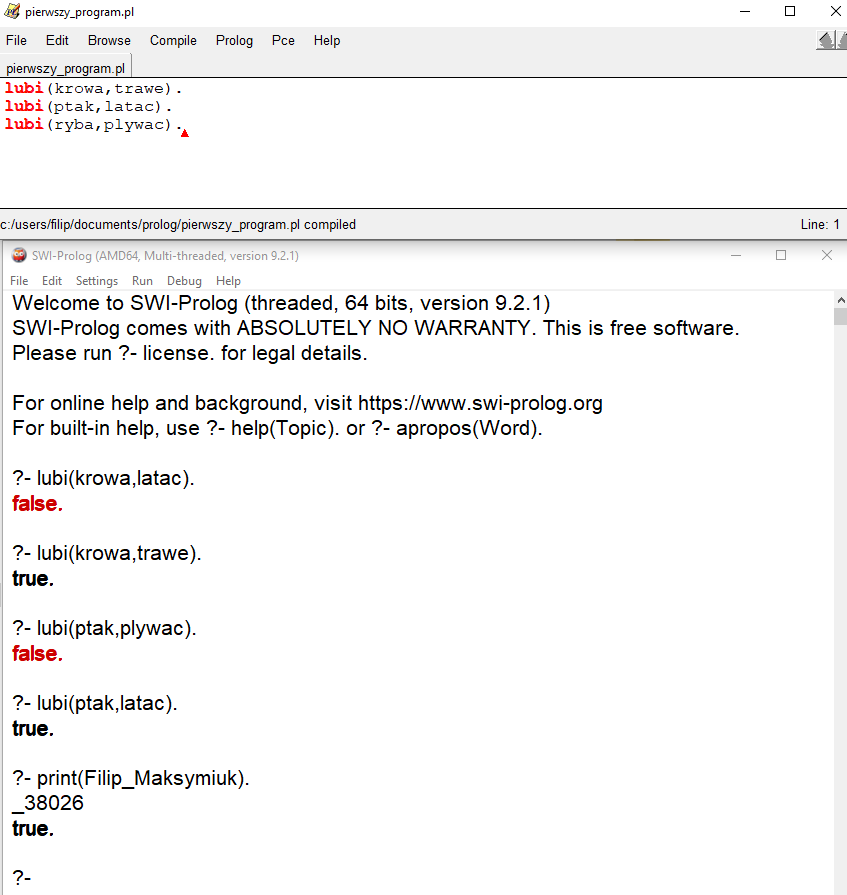 pierwszy_program.pl
File Edit Browse Compile Prolog Pce Help
pierwszy_program.pl
lubi(krowa,trawe).
lubi(ptak,latac).
lubi(ryba,plywac).
c:/users/filip/documents/prolog/pierwszy_program.pl compiled Line: 1
SWI-Prolog (AMD64, Multi-threaded, version 9.2.1)
File Edit Settings Run Debug Help
Welcome to SWI-Prolog (threaded, 64 bits, version 9.2.1)
SWI-Prolog comes with ABSOLUTELY NO WARRANTY. This is free software.
Please run ?- license. for legal details.
For online help and background, visit https://www.swi-prolog.org
For built-in help, use ?- help(Topic). or ?- apropos(Word).
?- lubi(krowa,latac).
false.
?- lubi(krowa,trawe).
true.
?- lubi(ptak,plywac).
false.
?- lubi(ptak,latac).
true.
?- print(Filip_Maksymiuk).
_38026
true.
?-